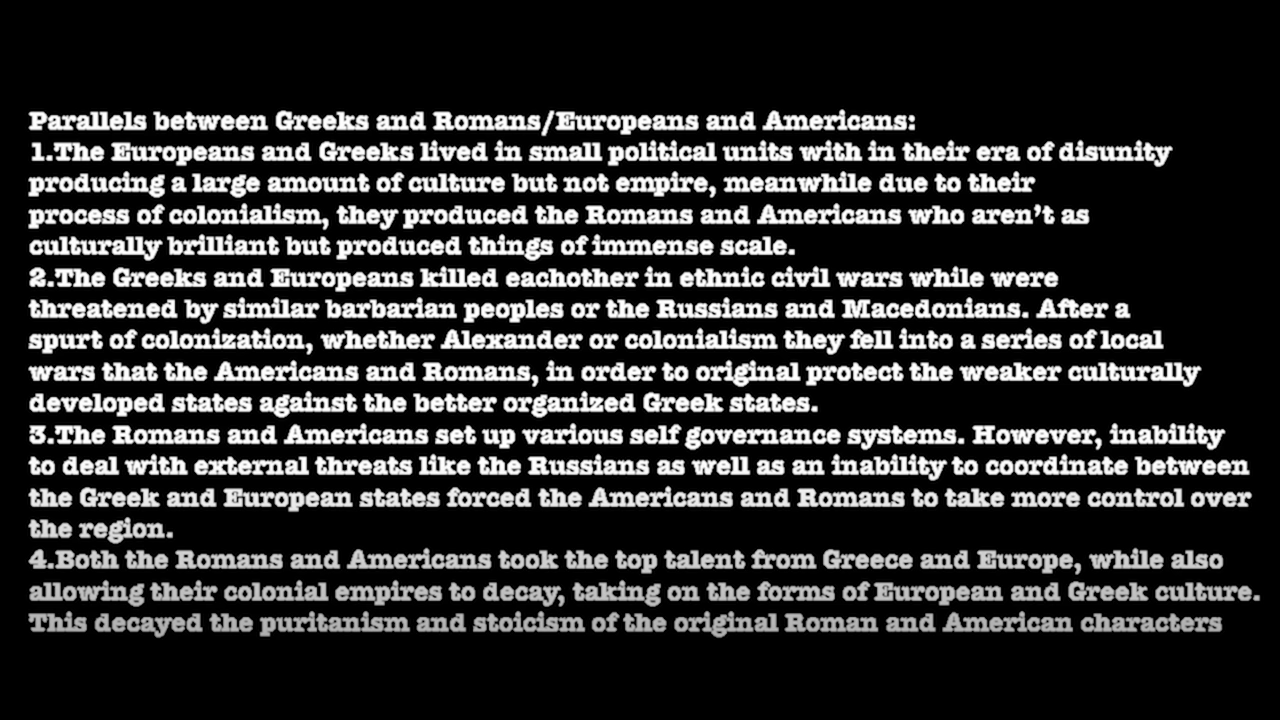 Parallels between Greeks and Romans/Europeans and Americans:
1.The Europeans and Greeks lived in small political units with in their era of disunity
producing a large amount of culture but not empire, meanwhile due to their
process of colonialism, they produced the Romans and Americans who aren't as
culturally brilliant but produced things of immense scale.
2.The Greeks and Europeans killed eachother in ethnic civil wars while were
threatened by similar barbarian peoples or the Russians and Macedonians. After a
spurt of colonization, whether Alexander or colonialism they fell into a series of local
wars that the Americans and Romans, in order to original protect the weaker culturally
developed states against the better organized Greek states.
3.The Romans and Americans set up various self governance systems. However, inability
to deal with external threats like the Russians as well as an inability to coordinate between
the Greek and European states forced the Americans and Romans to take more control over
the region.
4.Both the Romans and Americans took the top talent from Greece and Europe, while also
allowing their colonial empires to decay, taking on the forms of European and Greek culture.
This decayed the puritanism and stoicism of the original Roman and American characters